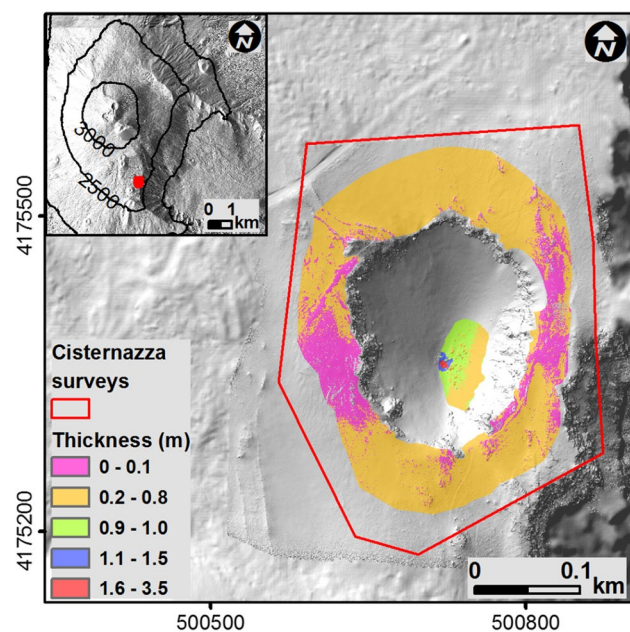 N
N
3000
2500
0 1
km
4175500
Cisternazza
surveys
Thickness (m)
0 - 0.1
0.2 - 0.8
0.9 - 1.0
1.1 - 1.5
1.6 - 3.5
4175200
0 0.1
km
500500 500800